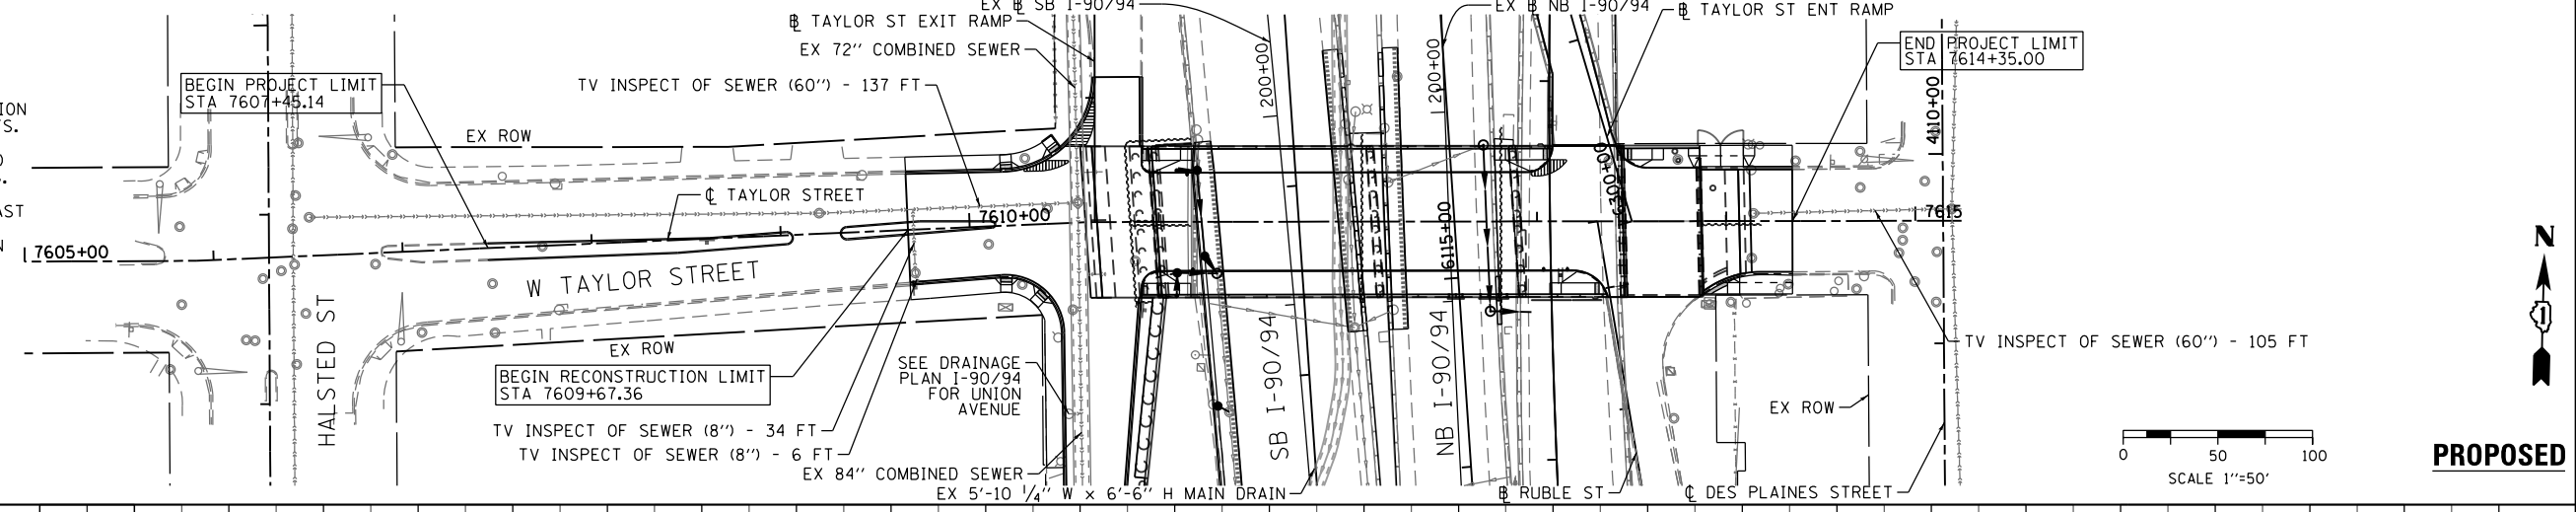 EX ⅊ SB I-90/94
EX ⅊ NB I-90/94
⅊ TAYLOR ST EXIT RAMP
⅊ TAYLOR ST ENT RAMP
EX 72" COMBINED SEWER
END PROJECT LIMIT
STA 7614+35.00
BEGIN PROJECT LIMIT
STA 7607+45.14
TV INSPECT OF SEWER (60") - 137 FT
200+00
200+00
4110+00
ION
TS.
EX ROW
℄ TAYLOR STREET
AST
N
7605+00
7610+00
6115+00
6300+00
7615
N
1
W TAYLOR STREET
HALSTED ST
EX ROW
SB I-90/94
NB I-90/94
TV INSPECT OF SEWER (60") - 105 FT
BEGIN RECONSTRUCTION LIMIT
STA 7609+67.36
SEE DRAINAGE
PLAN I-90/94
FOR UNION
AVENUE
EX ROW
TV INSPECT OF SEWER (8") - 34 FT
TV INSPECT OF SEWER (8") - 6 FT
EX 84" COMBINED SEWER
EX 5'-10 1/4" W x 6'-6" H MAIN DRAIN
⅊ RUBLE ST
℄ DES PLAINES STREET
0 50 100
SCALE 1"=50'
PROPOSED